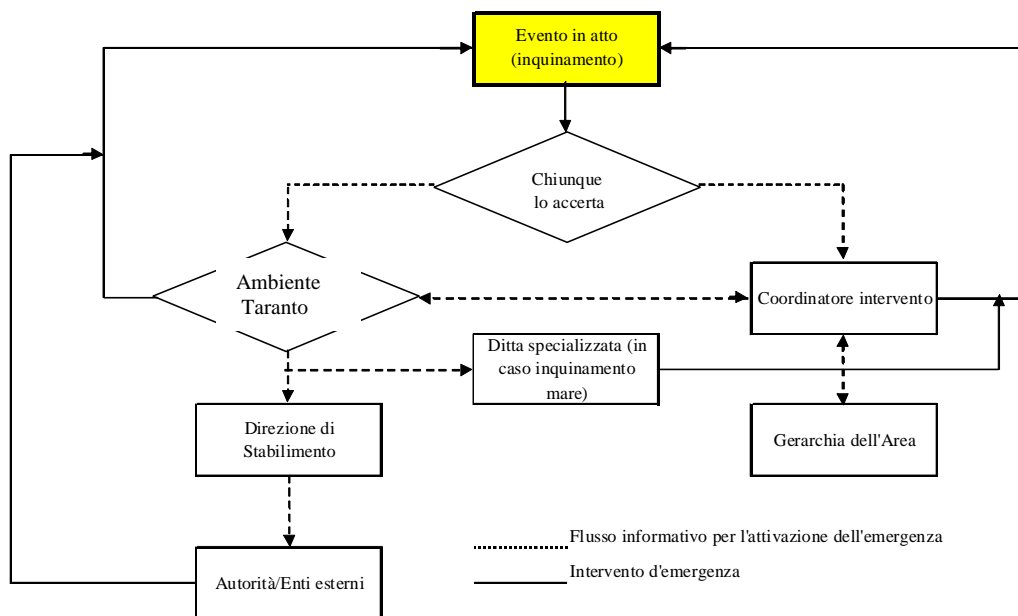 Evento in atto
(inquinamento)
Chiunque
lo accerta
Ambiente
Taranto
Coordinatore intervento
Ditta specializzata (in
caso inquinamento
mare)
Direzione di
Stabilimento
Gerarchia dell'Area
Flusso informativo per l'attivazione dell'emergenza
Autorità/Enti esterni
Intervento d'emergenza